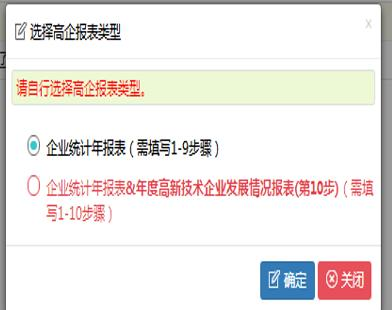 选择高企报表类型
x
请自行选择高企报表类型。
企业统计年报表（需填写1-9步骤）
企业统计年报表&年度高新技术企业发展情况报表(第10步)（需填
写1-10步骤）
确定 关闭